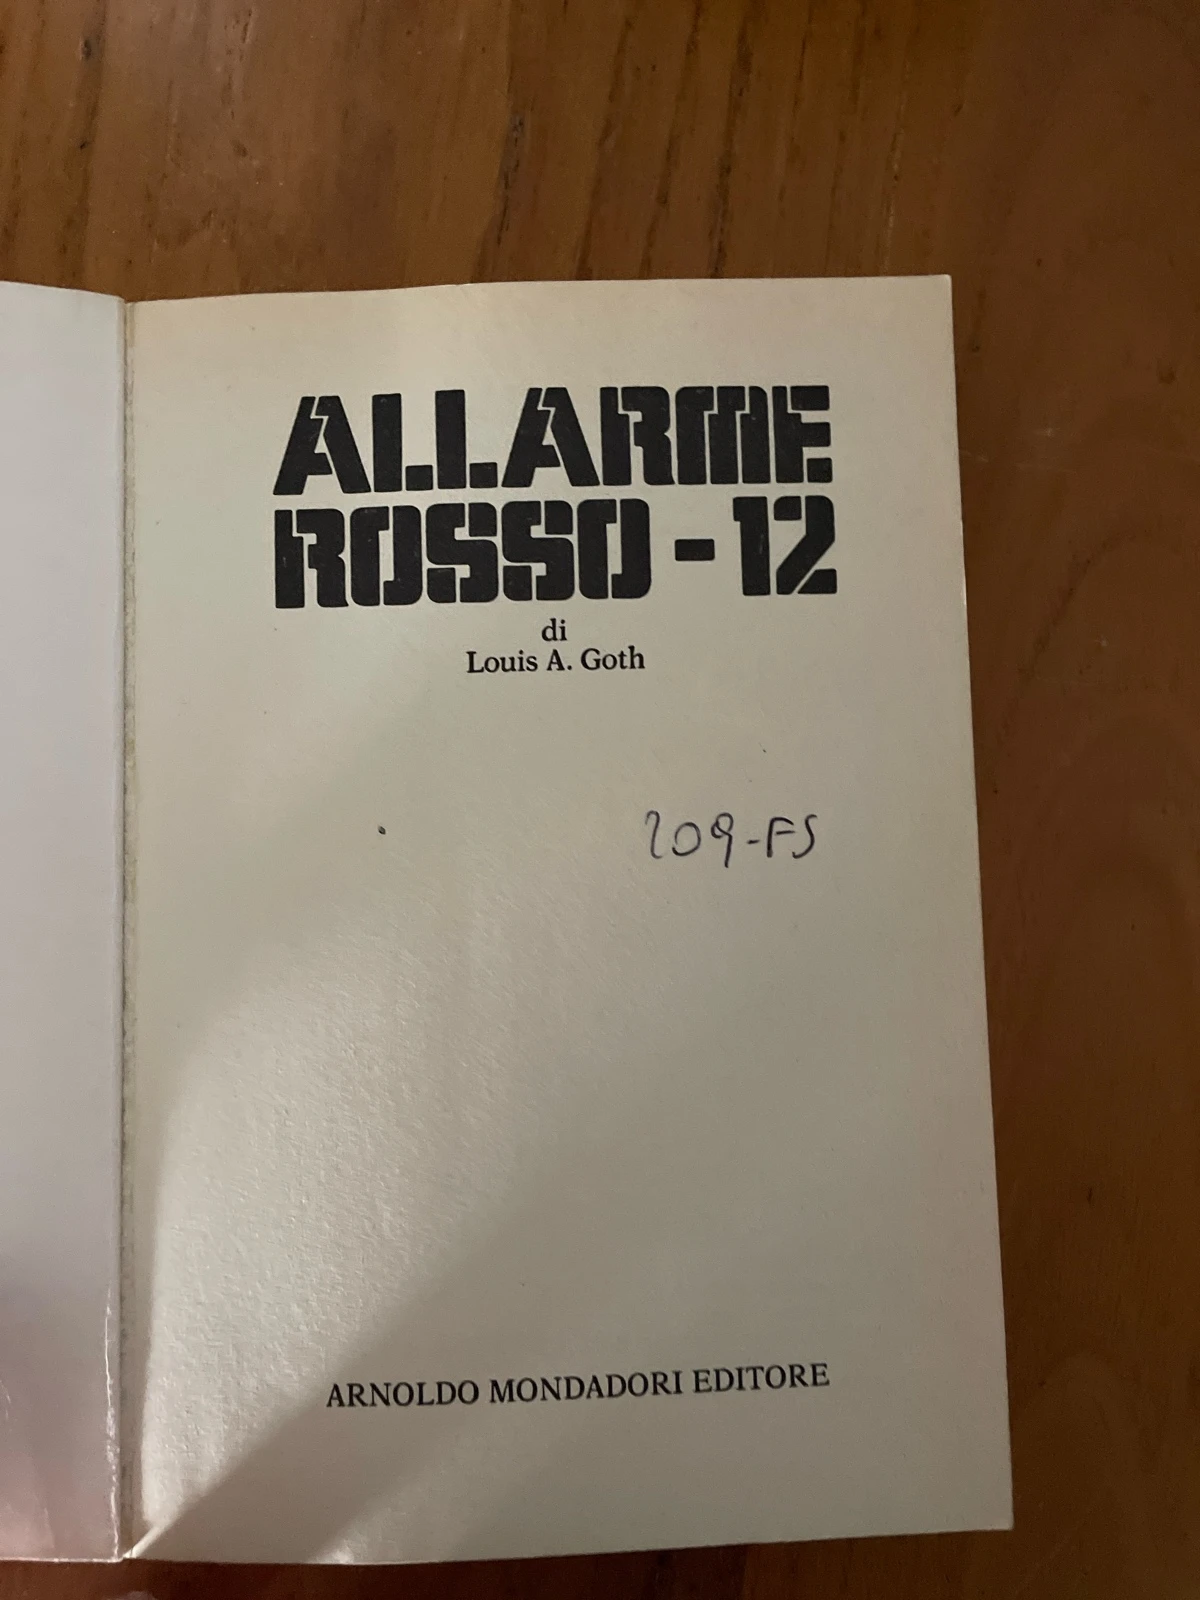 ALLARME
ROSSO-12
di
Louis A. Goth
209-FS
ARNOLDO MONDADORI EDITORE